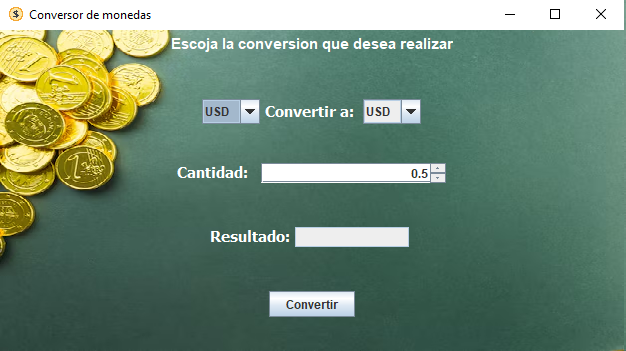 Conversor de monedas
Escoja la conversion que desea realizar
USD Convertir a: USD
Cantidad: 0.5
Resultado:
Convertir